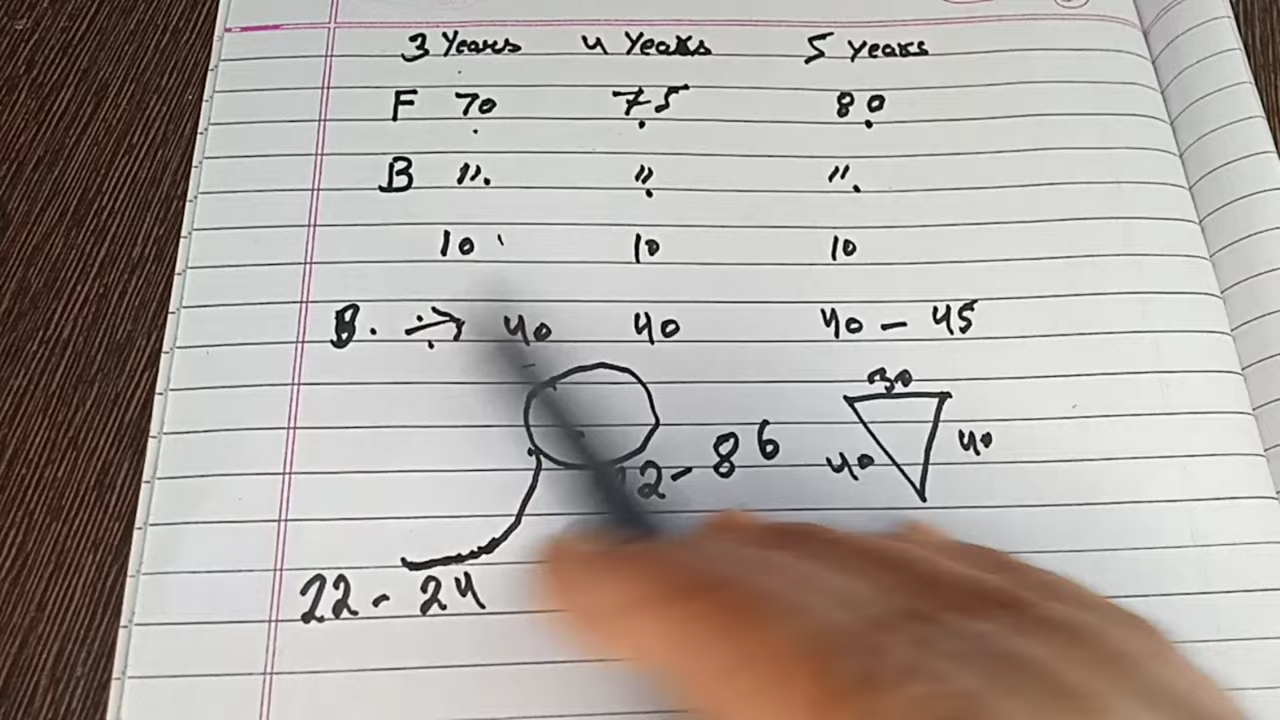 3 Years 4 Years 5 Years
F 70 75 80
B ". " ".
10 10 10
B. 40 40 40 - 45
30
40 40
2 - 86
22 - 24